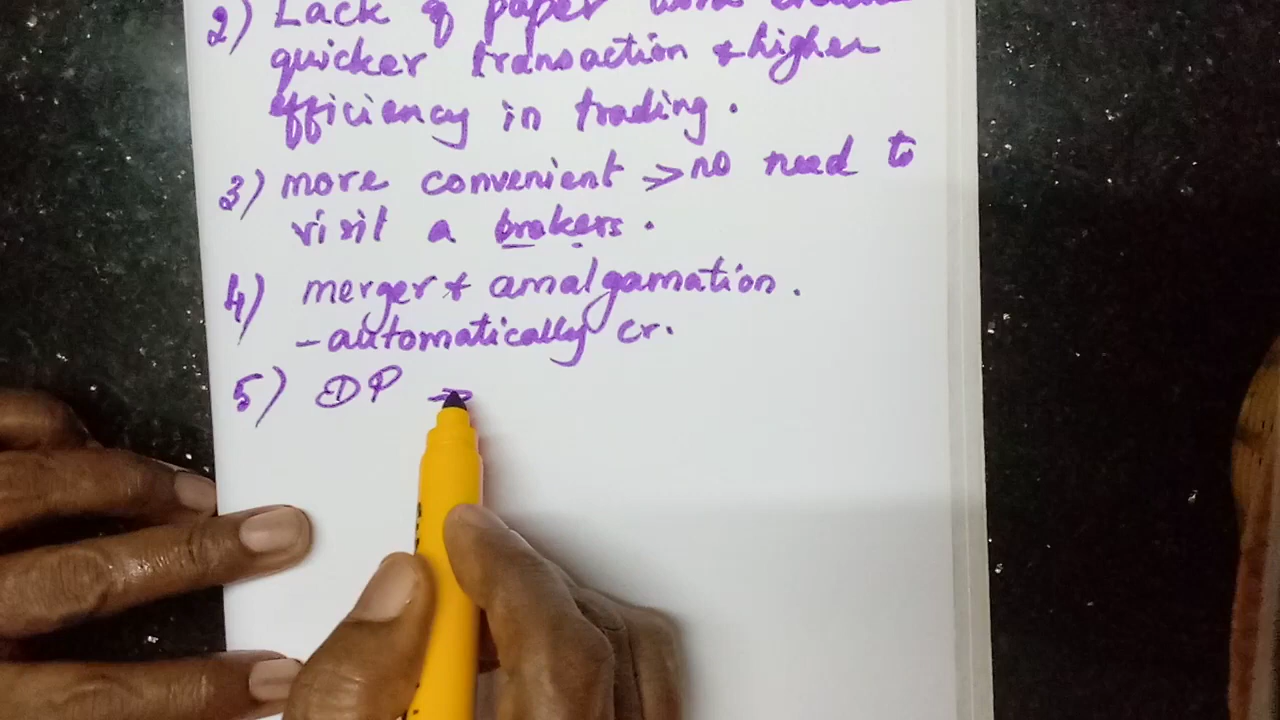 2) Lack of paper work
quicker transaction & higher
efficiency in trading.
3) more convenient => no need to
visit a brokers.
4) merger & amalgamation.
- automatically cr.
5) DP =>